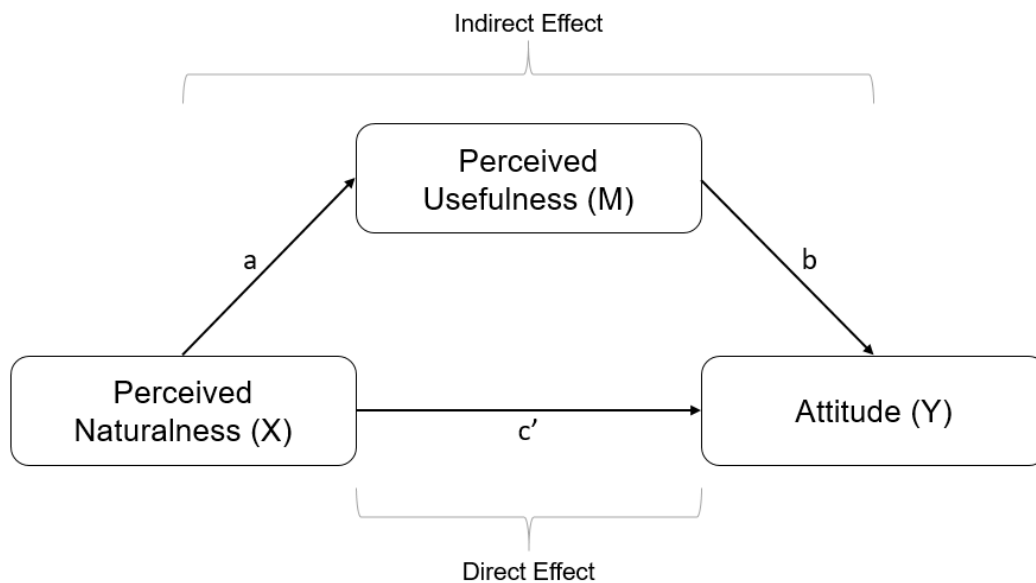 Indirect Effect
Perceived
Usefulness (M)
a
b
Perceived
Naturalness (X)
c’
Attitude (Y)
Direct Effect